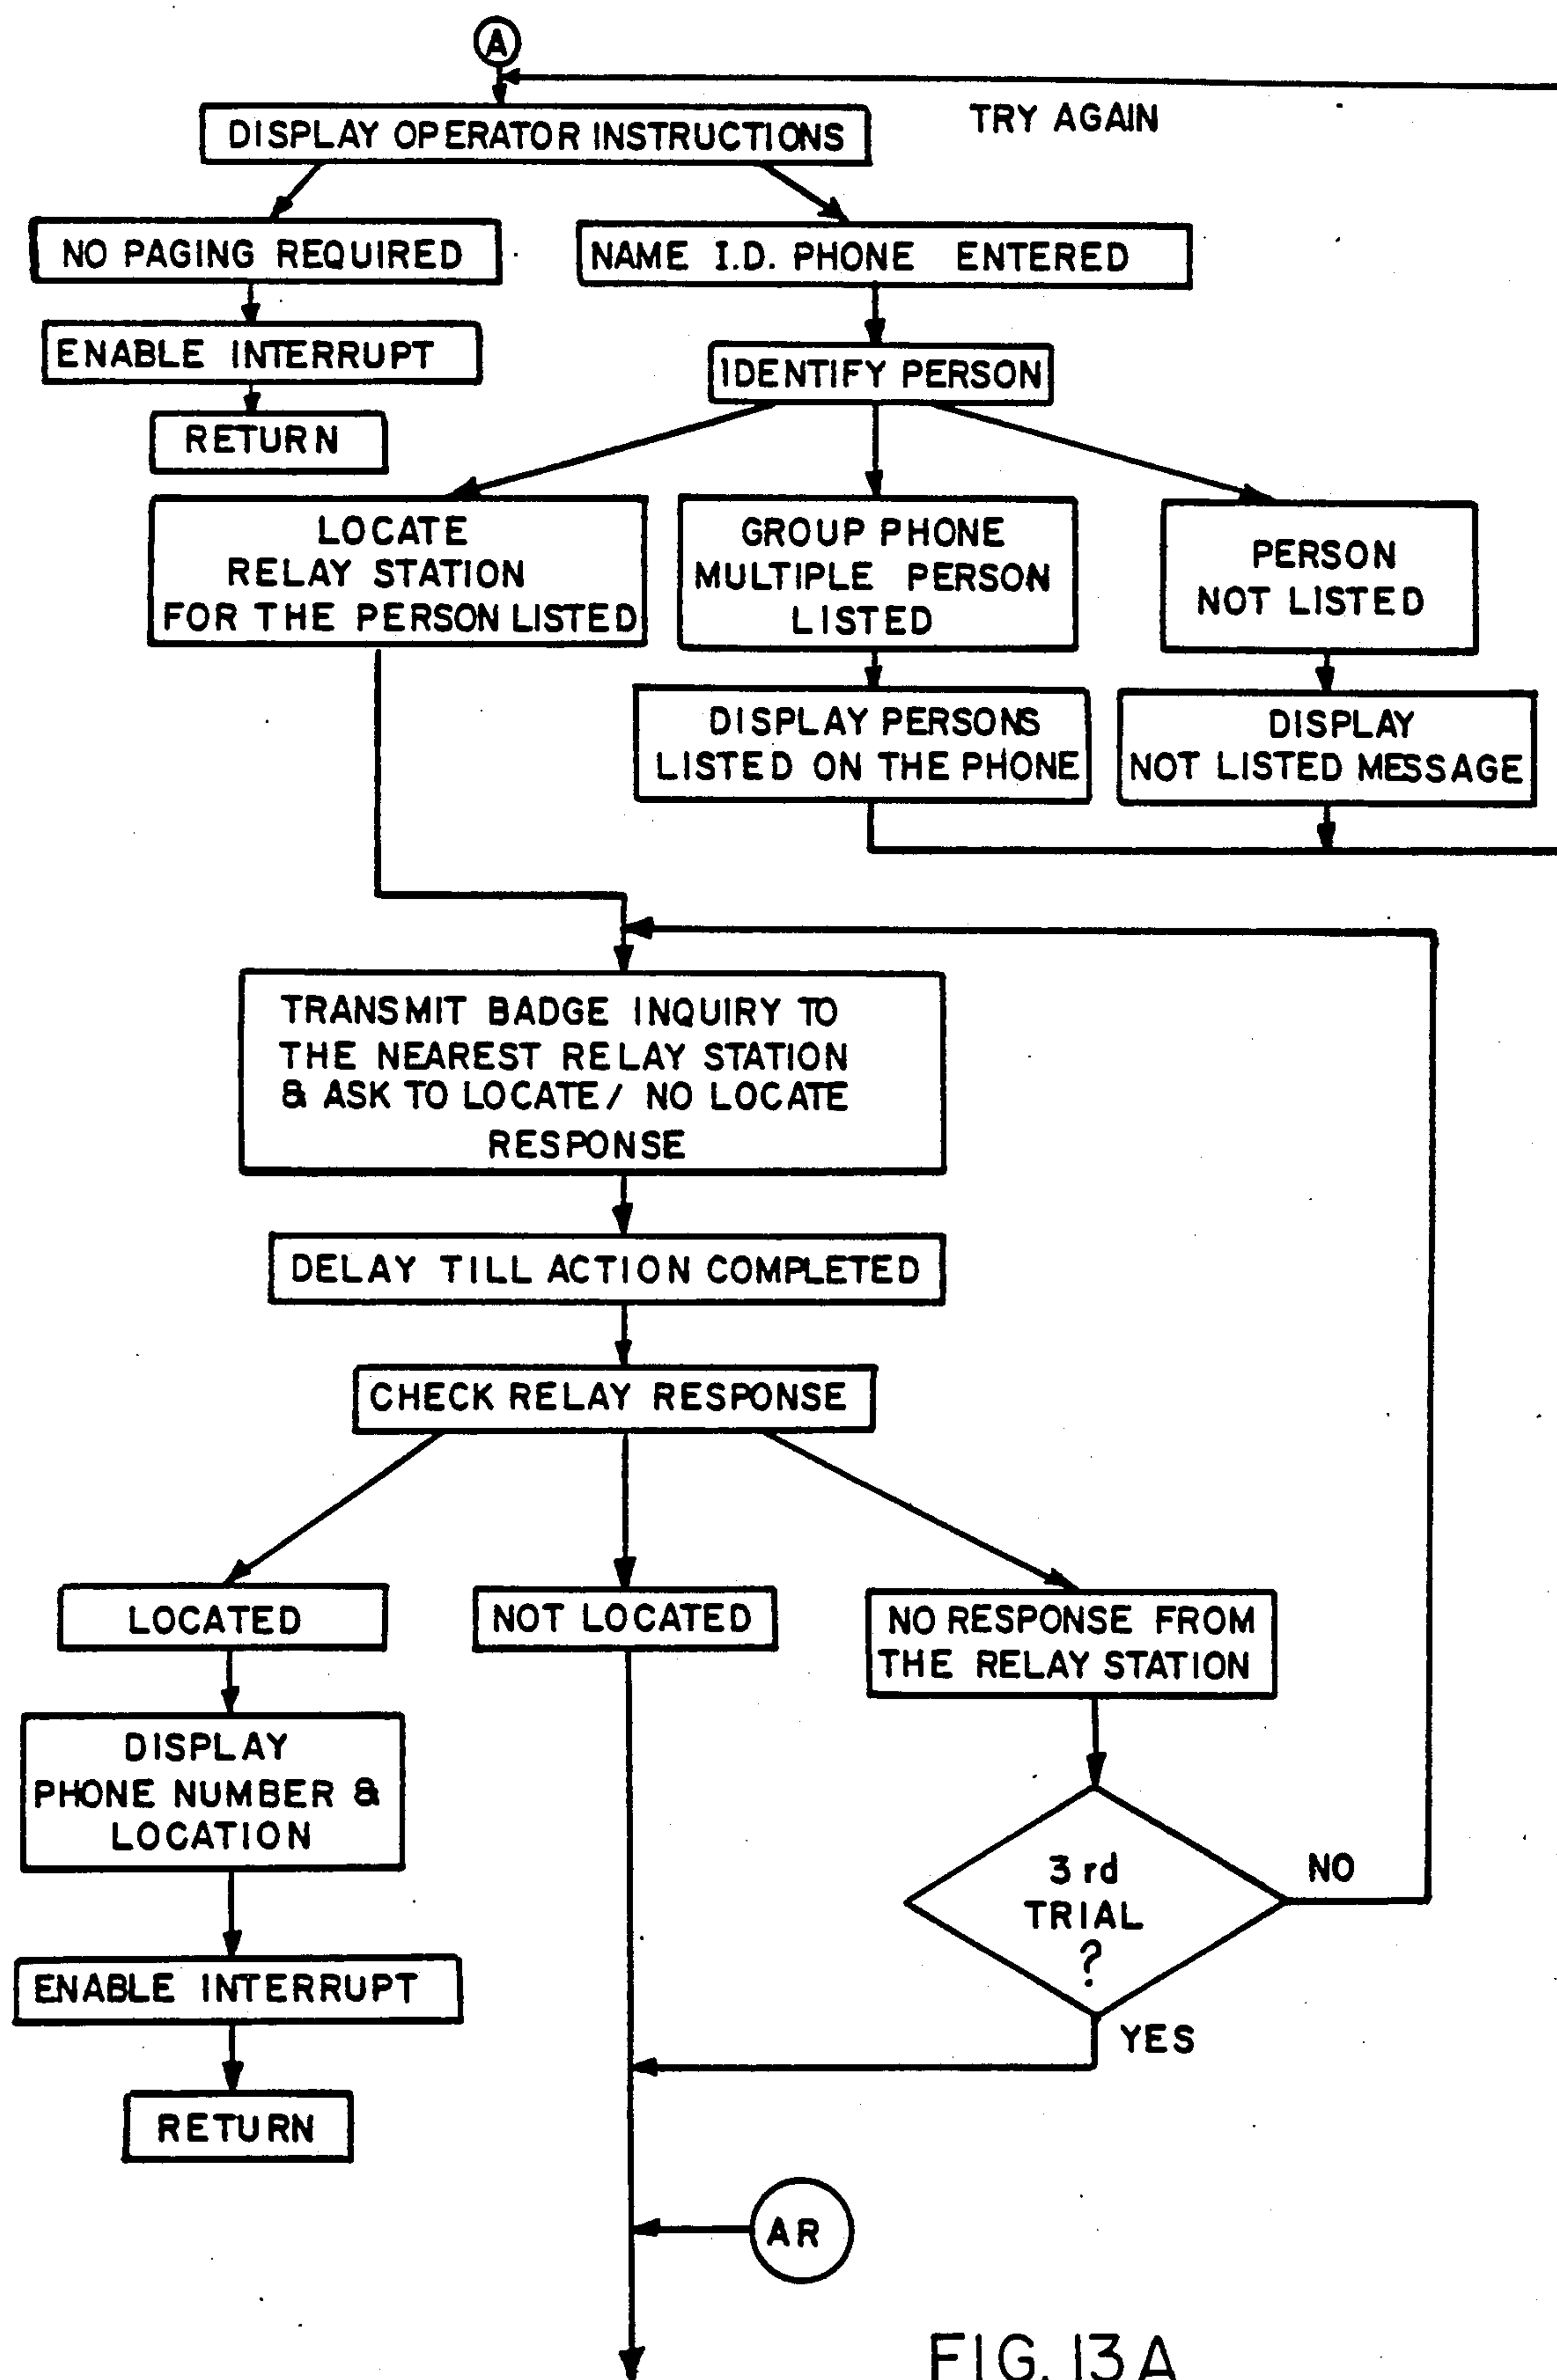 A
TRY AGAIN
DISPLAY OPERATOR INSTRUCTIONS
NO PAGING REQUIRED
NAME I.D. PHONE ENTERED
ENABLE INTERRUPT
IDENTIFY PERSON
RETURN
LOCATE
RELAY STATION
FOR THE PERSON LISTED
GROUP PHONE
MULTIPLE PERSON
LISTED
PERSON
NOT LISTED
DISPLAY PERSONS
LISTED ON THE PHONE
DISPLAY
NOT LISTED MESSAGE
TRANSMIT BADGE INQUIRY TO
THE NEAREST RELAY STATION
& ASK TO LOCATE/ NO LOCATE
RESPONSE
DELAY TILL ACTION COMPLETED
CHECK RELAY RESPONSE
LOCATED
NOT LOCATED
NO RESPONSE FROM
THE RELAY STATION
DISPLAY
PHONE NUMBER &
LOCATION
3rd
TRIAL
?
NO
ENABLE INTERRUPT
YES
RETURN
AR
FIG. 13A